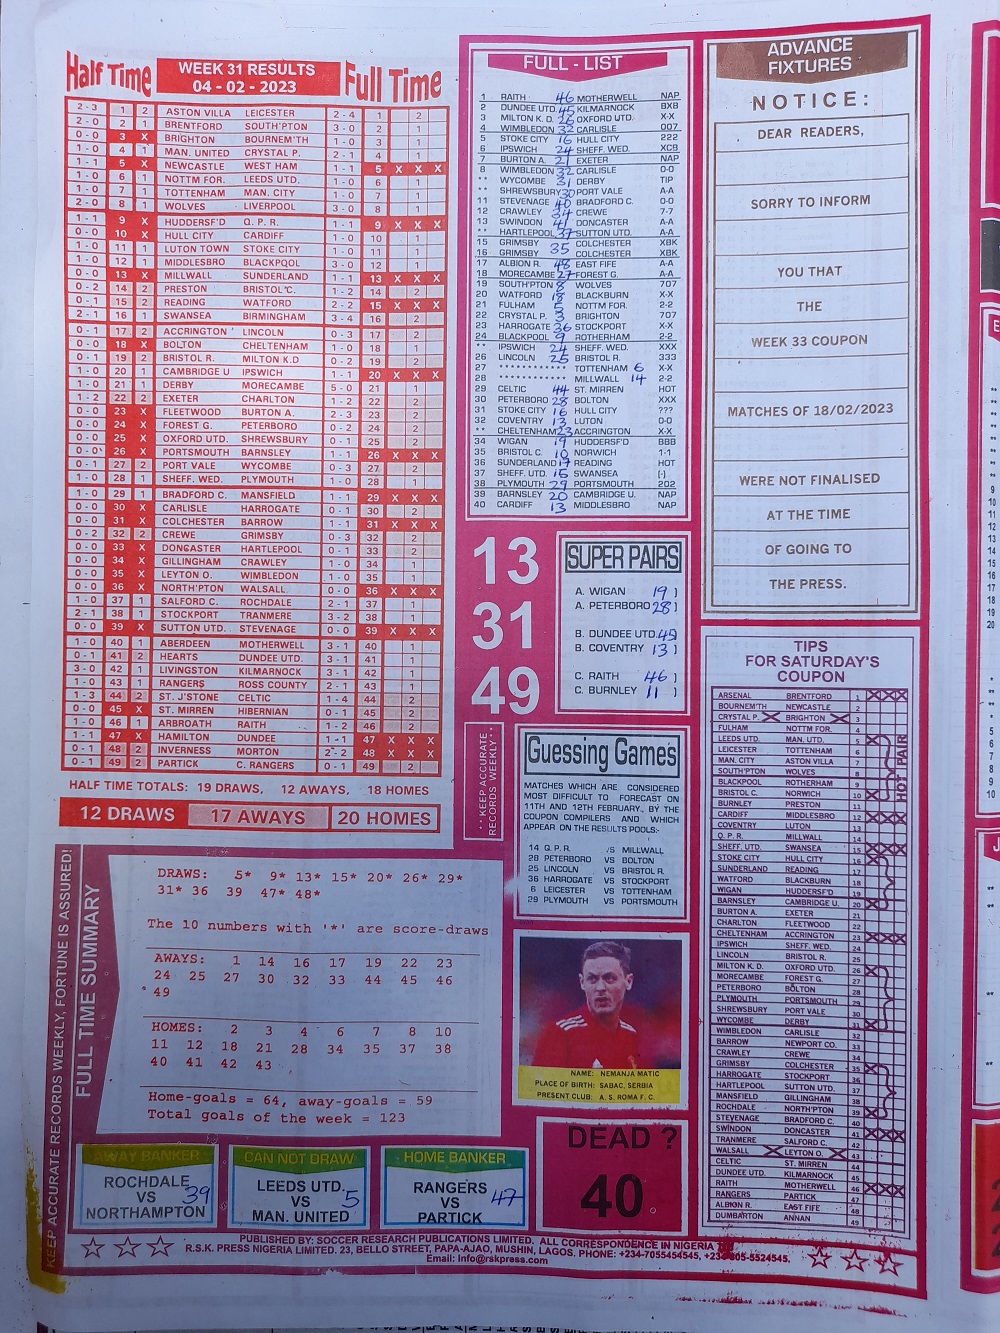 Half Time
WEEK 31 RESULTS
04 - 02 - 2023
Full Time
2 - 3 1 2 ASTON VILLA LEICESTER 2 - 4 1 2
2 - 0 2 1 BRENTFORD SOUTH'PTON 3 - 0 2 1
0 - 0 3 X BRIGHTON BOURNEM'TH 1 - 0 3 1
1 - 0 4 1 MAN. UNITED CRYSTAL P. 2 - 1 4 1
1 - 1 5 X NEWCASTLE WEST HAM 1 - 1 5 X X X
1 - 0 6 1 NOTTM FOR. LEEDS UTD. 1 - 0 6 1
1 - 0 7 1 TOTTENHAM MAN. CITY 1 - 0 7 1
2 - 0 8 1 WOLVES LIVERPOOL 3 - 0 8 1
1 - 1 9 X HUDDERSF'D Q. P. R. 1 - 1 9 X X X
0 - 0 10 X HULL CITY CARDIFF 1 - 0 10 1
1 - 0 11 1 LUTON TOWN STOKE CITY 1 - 0 11 1
1 - 0 12 1 MIDDLESBRO BLACKPOOL 3 - 0 12 1
0 - 0 13 X MILLWALL SUNDERLAND 1 - 1 13 X X X
0 - 1 14 2 PRESTON BRISTOL C. 1 - 2 14 2
0 - 1 15 2 READING WATFORD 2 - 2 15 X X X
2 - 1 16 1 SWANSEA BIRMINGHAM 3 - 4 16 2
0 - 1 17 2 ACCRINGTON LINCOLN 0 - 3 17 2
0 - 0 18 X BOLTON CHELTENHAM 1 - 0 18 1
0 - 1 19 2 BRISTOL R. MILTON K.D 0 - 2 19 2
1 - 0 20 1 CAMBRIDGE U IPSWICH 1 - 1 20 X X X
0 - 1 21 1 DERBY MORECAMBE 5 - 0 21 1
1 - 2 22 2 EXETER CHARLTON 1 - 2 22 2
0 - 0 23 X FLEETWOOD BURTON A. 2 - 3 23 2
0 - 0 24 X FOREST G. PETERBORO 0 - 2 24 2
0 - 0 25 X OXFORD UTD. SHREWSBURY 0 - 1 25 2
0 - 0 26 X PORTSMOUTH BARNSLEY 1 - 1 26 X X X
0 - 1 27 2 PORT VALE WYCOMBE 0 - 3 27 2
1 - 0 28 1 SHEFF. WED. PLYMOUTH 1 - 0 28 1
1 - 0 29 1 BRADFORD C. MANSFIELD 1 - 1 29 X X X
0 - 0 30 X CARLISLE HARROGATE 0 - 1 30 2
0 - 0 31 X COLCHESTER BARROW 1 - 1 31 X X X
0 - 2 32 2 CREWE GRIMSBY 0 - 3 32 2
0 - 0 33 X DONCASTER HARTLEPOOL 0 - 1 33 2
0 - 0 34 X GILLINGHAM CRAWLEY 1 - 0 34 1
0 - 0 35 X LEYTON O. WIMBLEDON 1 - 0 35 1
0 - 0 36 X NORTH'PTON WALSALL 0 - 0 36 X X X
1 - 0 37 1 SALFORD C. ROCHDALE 2 - 1 37 1
2 - 1 38 1 STOCKPORT TRANMERE 3 - 2 38 1
0 - 0 39 X SUTTON UTD. STEVENAGE 0 - 0 39 X X X
1 - 0 40 1 ABERDEEN MOTHERWELL 3 - 1 40 1
0 - 1 41 2 HEARTS DUNDEE UTD. 3 - 1 41 1
3 - 0 42 1 LIVINGSTON KILMARNOCK 3 - 1 42 1
1 - 0 43 1 RANGERS ROSS COUNTY 2 - 1 43 1
1 - 3 44 2 ST. J'STONE CELTIC 1 - 4 44 2
0 - 0 45 X ST. MIRREN HIBERNIAN 0 - 1 45 2
1 - 0 46 1 ARBROATH RAITH 1 - 2 46 2
1 - 1 47 X HAMILTON DUNDEE 1 - 1 47 X X X
0 - 1 48 2 INVERNESS MORTON 2 - 2 48 X X X
0 - 1 49 2 PARTICK C. RANGERS 0 - 1 49 2
HALF TIME TOTALS: 19 DRAWS, 12 AWAYS, 18 HOMES
12 DRAWS 17 AWAYS 20 HOMES
KEEP ACCURATE RECORDS WEEKLY, FORTUNE IS ASSURED!
FULL TIME SUMMARY
DRAWS: 5* 9* 13* 15* 20* 26* 29*
31* 36 39 47* 48*
The 10 numbers with '*' are score-draws
AWAYS: 1 14 16 17 19 22 23
24 25 27 30 32 33 44 45 46
49
HOMES: 2 3 4 6 7 8 10
11 12 18 21 28 34 35 37 38
40 41 42 43
Home-goals = 64, away-goals = 59
Total goals of the week = 123
AWAY BANKER
ROCHDALE
VS 39
NORTHAMPTON
CAN NOT DRAW
LEEDS UTD.
VS 5
MAN. UNITED
HOME BANKER
RANGERS
VS 47
PARTICK
FULL - LIST
1 RAITH 46 MOTHERWELL NAP
2 DUNDEE UTD. 45 KILMARNOCK BXB
3 MILTON K. D. 26 OXFORD UTD. X-X
4 WIMBLEDON 32 CARLISLE 007
5 STOKE CITY 16 HULL CITY 222
6 IPSWICH 24 SHEFF. WED. XCB
7 BURTON A. 21 EXETER NAP
8 WIMBLEDON 32 CARLISLE 0-0
** WYCOMBE 31 DERBY TIP
** SHREWSBURY 30 PORT VALE A-A
11 STEVENAGE 40 BRADFORD C. 0-0
12 CRAWLEY 34 CREWE 7-7
13 SWINDON 41 DONCASTER A-A
** HARTLEPOOL 37 SUTTON UTD. A-A
15 GRIMSBY 35 COLCHESTER XBK
16 GRIMSBY COLCHESTER XBK
17 ALBION R. 48 EAST FIFE A-A
18 MORECAMBE 27 FOREST G. A-A
19 SOUTH'PTON 8 WOLVES 707
20 WATFORD 18 BLACKBURN X-X
21 FULHAM 5 NOTTM FOR. 2-2
22 CRYSTAL P. 3 BRIGHTON 707
23 HARROGATE 36 STOCKPORT X-X
24 BLACKPOOL 9 ROTHERHAM 2-2
** IPSWICH 24 SHEFF. WED. XXX
26 LINCOLN 25 BRISTOL R. 333
27 *********** TOTTENHAM 6 X-X
28 *********** MILLWALL 14 2-2
29 CELTIC 44 ST. MIRREN HOT
30 PETERBORO 28 BOLTON XXX
31 STOKE CITY 16 HULL CITY ???
32 COVENTRY 13 LUTON 0-0
** CHELTENHAM 23 ACCRINGTON X-X
34 WIGAN 19 HUDDERSF'D BBB
35 BRISTOL C. 10 NORWICH 1-1
36 SUNDERLAND 17 READING HOT
37 SHEFF. UTD. 15 SWANSEA (-)
38 PLYMOUTH 29 PORTSMOUTH 202
39 BARNSLEY 20 CAMBRIDGE U. NAP
40 CARDIFF 13 MIDDLESBRO NAP
13
31
49
SUPER PAIRS
A. WIGAN 19 )
A. PETERBORO 28 )
B. DUNDEE UTD. 45 )
B. COVENTRY 13 )
C. RAITH 46 )
C. BURNLEY 11 )
**KEEP ACCURATE
RECORDS WEEKLY**
Guessing Games
MATCHES WHICH ARE CONSIDERED
MOST DIFFICULT TO FORECAST ON
11TH AND 12TH FEBRUARY., BY THE
COUPON COMPILERS AND WHICH
APPEAR ON THE RESULTS POOLS:-
14 Q. P. R. /S MILLWALL
28 PETERBORO VS BOLTON
25 LINCOLN VS BRISTOL R.
36 HARROGATE VS STOCKPORT
6 LEICESTER VS TOTTENHAM
29 PLYMOUTH VS PORTSMOUTH
NAME: NEMANJA MATIC
PLACE OF BIRTH: SABAC, SERBIA
PRESENT CLUB: A. S. ROMA F. C.
DEAD ?
40
ADVANCE
FIXTURES
NOTICE:
DEAR READERS,
SORRY TO INFORM
YOU THAT
THE
WEEK 33 COUPON
MATCHES OF 18/02/2023
WERE NOT FINALISED
AT THE TIME
OF GOING TO
THE PRESS.
TIPS
FOR SATURDAY'S
COUPON
ARSENAL BRENTFORD 1 XXX
BOURNEM'TH NEWCASTLE 2
CRYSTAL P. X BRIGHTON X 3
FULHAM NOTTM FOR. 4
LEEDS UTD. MAN. UTD. 5 X
LEICESTER TOTTENHAM 6
MAN. CITY ASTON VILLA 7
SOUTH'PTON WOLVES 8
BLACKPOOL ROTHERHAM 9
BRISTOL C. NORWICH 10 X
BURNLEY PRESTON 11
CARDIFF MIDDLESBRO 12 XXX
COVENTRY LUTON 13
Q. P. R. MILLWALL 14
SHEFF. UTD. SWANSEA 15 XXX
STOKE CITY HULL CITY 16 X
SUNDERLAND READING 17
WATFORD BLACKBURN 18
WIGAN HUDDERSF'D 19
BARNSLEY CAMBRIDGE U. 20 X
BURTON A. EXETER 21
CHARLTON FLEETWOOD 22
CHELTENHAM ACCRINGTON 23 XXX
IPSWICH SHEFF. WED. 24
LINCOLN BRISTOL R. 25
MILTON K. D. OXFORD UTD. 26 X
MORECAMBE FOREST G. 27
PETERBORO BOLTON 28
PLYMOUTH PORTSMOUTH 29
SHREWSBURY PORT VALE 30
WYCOMBE DERBY 31 X
WIMBLEDON CARLISLE 32
BARROW NEWPORT CO. 33
CRAWLEY CREWE 34
GRIMSBY COLCHESTER 35 X
HARROGATE STOCKPORT 36
HARTLEPOOL SUTTON UTD. 37
MANSFIELD GILLINGHAM 38
ROCHDALE NORTH'PTON 39 X
STEVENAGE BRADFORD C. 40
SWINDON DONCASTER 41 XXX
TRANMERE SALFORD C. 42
WALSALL X LEYTON O. X 43
CELTIC ST. MIRREN 44
DUNDEE UTD. KILMARNOCK 45
RAITH MOTHERWELL 46 XXX
RANGERS PARTICK 47
ALBION R. EAST FIFE 48
DUMBARTON ANNAN 49
HOT PAIR
PUBLISHED BY: SOCCER RESEARCH PUBLICATIONS LIMITED. ALL CORRESPONDENCE IN NIGERIA
R.S.K. PRESS NIGERIA LIMITED. 23, BELLO STREET, PAPA-AJAO, MUSHIN, LAGOS. PHONE: +234-7055454545, +234-805-5524545.
Email: Info@rskpress.com